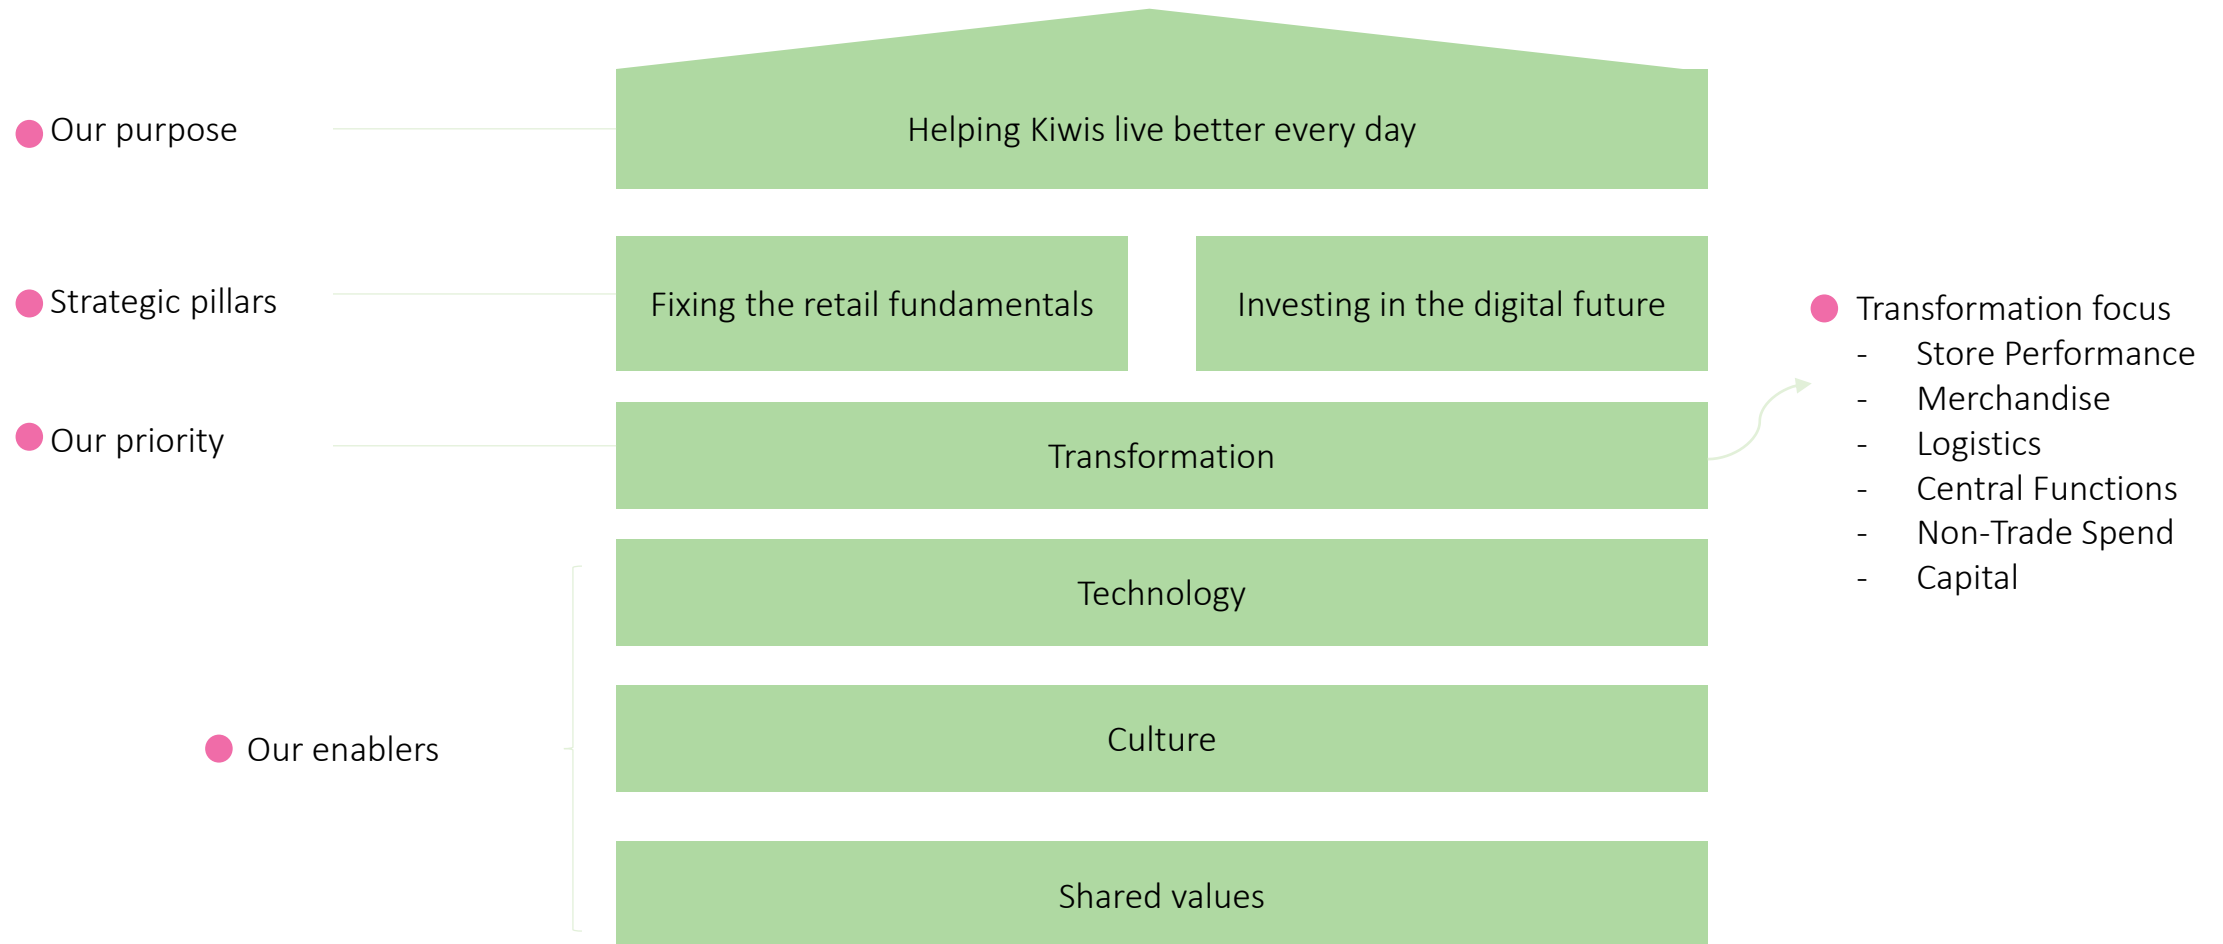 Our purpose
Helping Kiwis live better every day
Strategic pillars
Fixing the retail fundamentals
Investing in the digital future
Our priority
Transformation
Transformation focus
- Store Performance
- Merchandise
- Logistics
- Central Functions
- Non-Trade Spend
- Capital
Our enablers
Technology
Culture
Shared values